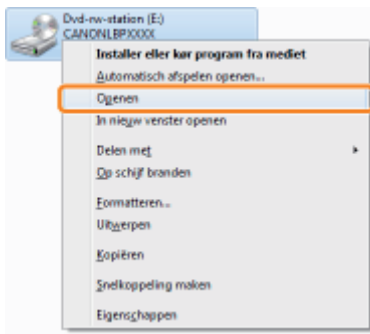 Dvd-rw-station (E:)
CANONLBPXXXX
Installer eller kør program fra mediet
Automatisch afspelen openen...
Openen
In nieuw venster openen
Delen met
Op schijf branden
Formatteren...
Uitwerpen
Kopiëren
Snelkoppeling maken
Eigenschappen